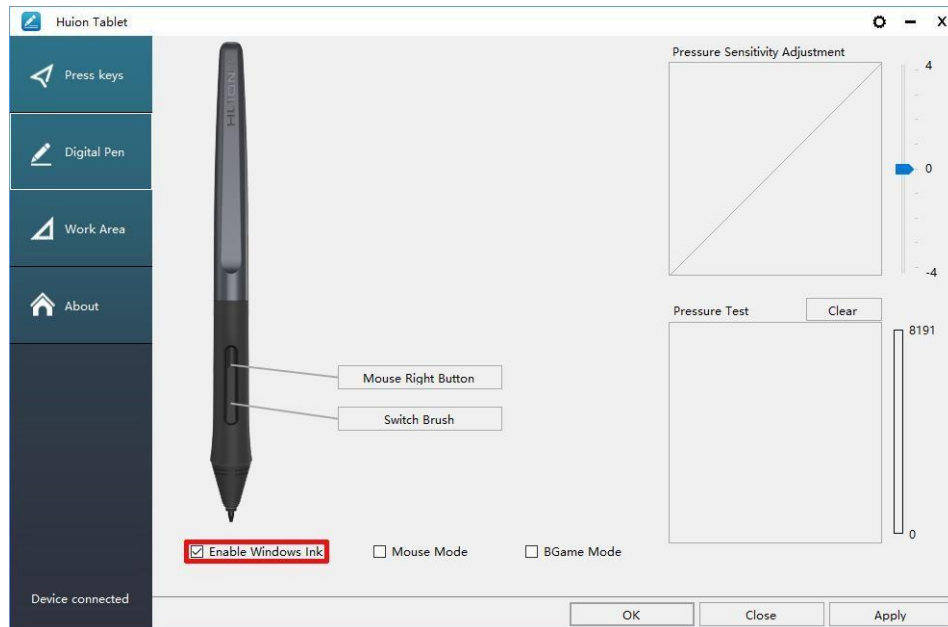 Huion Tablet
Press keys
Digital Pen
Work Area
About
Device connected
HUION
Mouse Right Button
Switch Brush
Enable Windows Ink
Mouse Mode
BGame Mode
Pressure Sensitivity Adjustment
4
0
-4
Pressure Test
Clear
8191
0
OK
Close
Apply